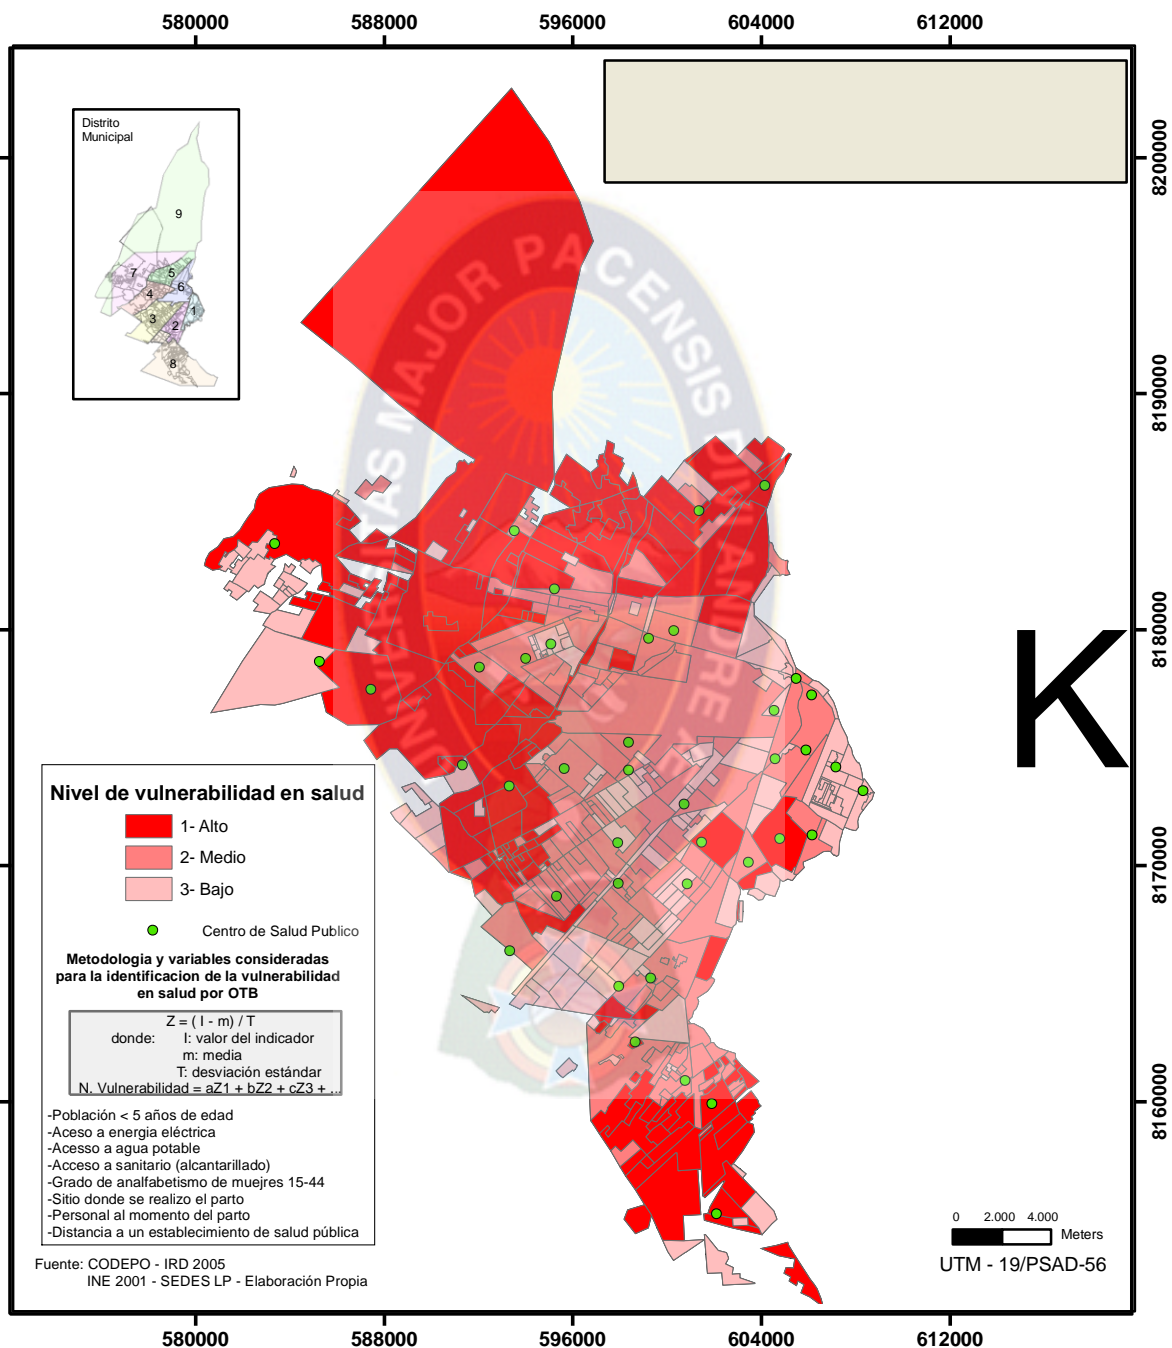 580000 588000 596000 604000 612000
8200000
8190000
8180000
8170000
8160000
Distrito
Municipal
9
7
5
6
4
3
1
2
8
UNIVERSITAS MAJOR PACENSIS DIVI ANDRE AE
K
Nivel de vulnerabilidad en salud
1- Alto
2- Medio
3- Bajo
Centro de Salud Publico
Metodologia y variables consideradas
para la identificacion de la vulnerabilidad
en salud por OTB
Z = ( I - m) / T
donde: I: valor del indicador
m: media
T: desviación estándar
N. Vulnerabilidad = aZ1 + bZ2 + cZ3 + ...
-Población < 5 años de edad
-Aceso a energia eléctrica
-Acesso a agua potable
-Acceso a sanitario (alcantarillado)
-Grado de analfabetismo de muejres 15-44
-Sitio donde se realizo el parto
-Personal al momento del parto
-Distancia a un establecimiento de salud pública
Fuente: CODEPO - IRD 2005
INE 2001 - SEDES LP - Elaboración Propia
0 2.000 4.000
Meters
UTM - 19/PSAD-56
580000 588000 596000 604000 612000